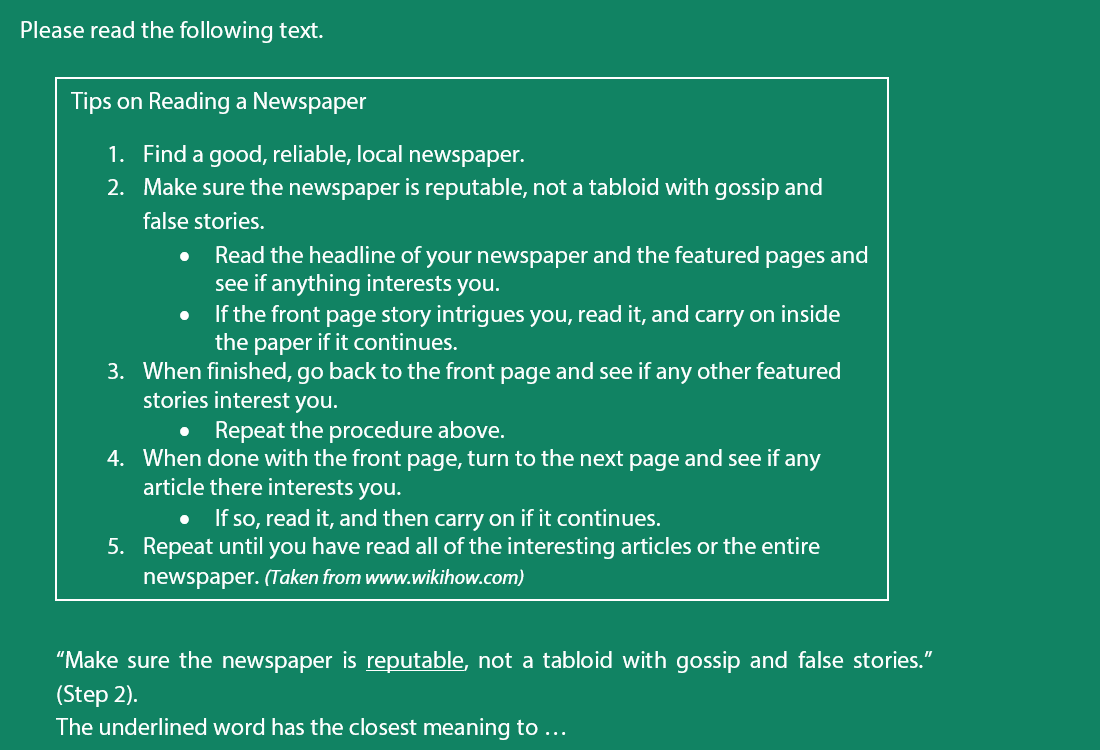 Please read the following text.
Tips on Reading a Newspaper
1. Find a good, reliable, local newspaper.
2. Make sure the newspaper is reputable, not a tabloid with gossip and
false stories.
• Read the headline of your newspaper and the featured pages and
see if anything interests you.
• If the front page story intrigues you, read it, and carry on inside
the paper if it continues.
3. When finished, go back to the front page and see if any other featured
stories interest you.
• Repeat the procedure above.
4. When done with the front page, turn to the next page and see if any
article there interests you.
• If so, read it, and then carry on if it continues.
5. Repeat until you have read all of the interesting articles or the entire
newspaper. (Taken from www.wikihow.com)
“Make sure the newspaper is reputable, not a tabloid with gossip and false stories.”
(Step 2).
The underlined word has the closest meaning to …